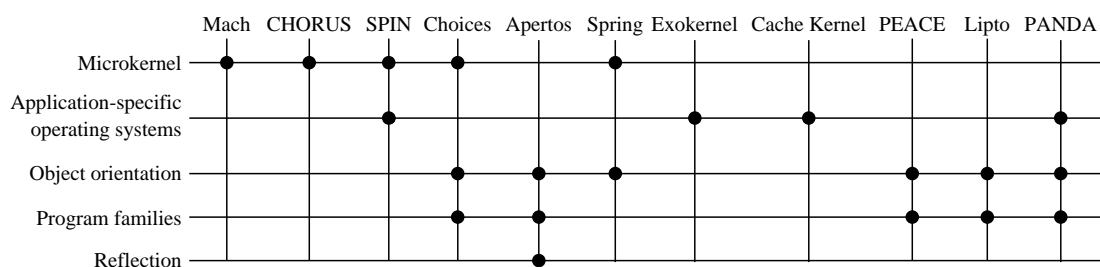 Mach CHORUS SPIN Choices Apertos Spring Exokernel Cache Kernel PEACE Lipto PANDA
Microkernel
Application-specific
operating systems
Object orientation
Program families
Reflection